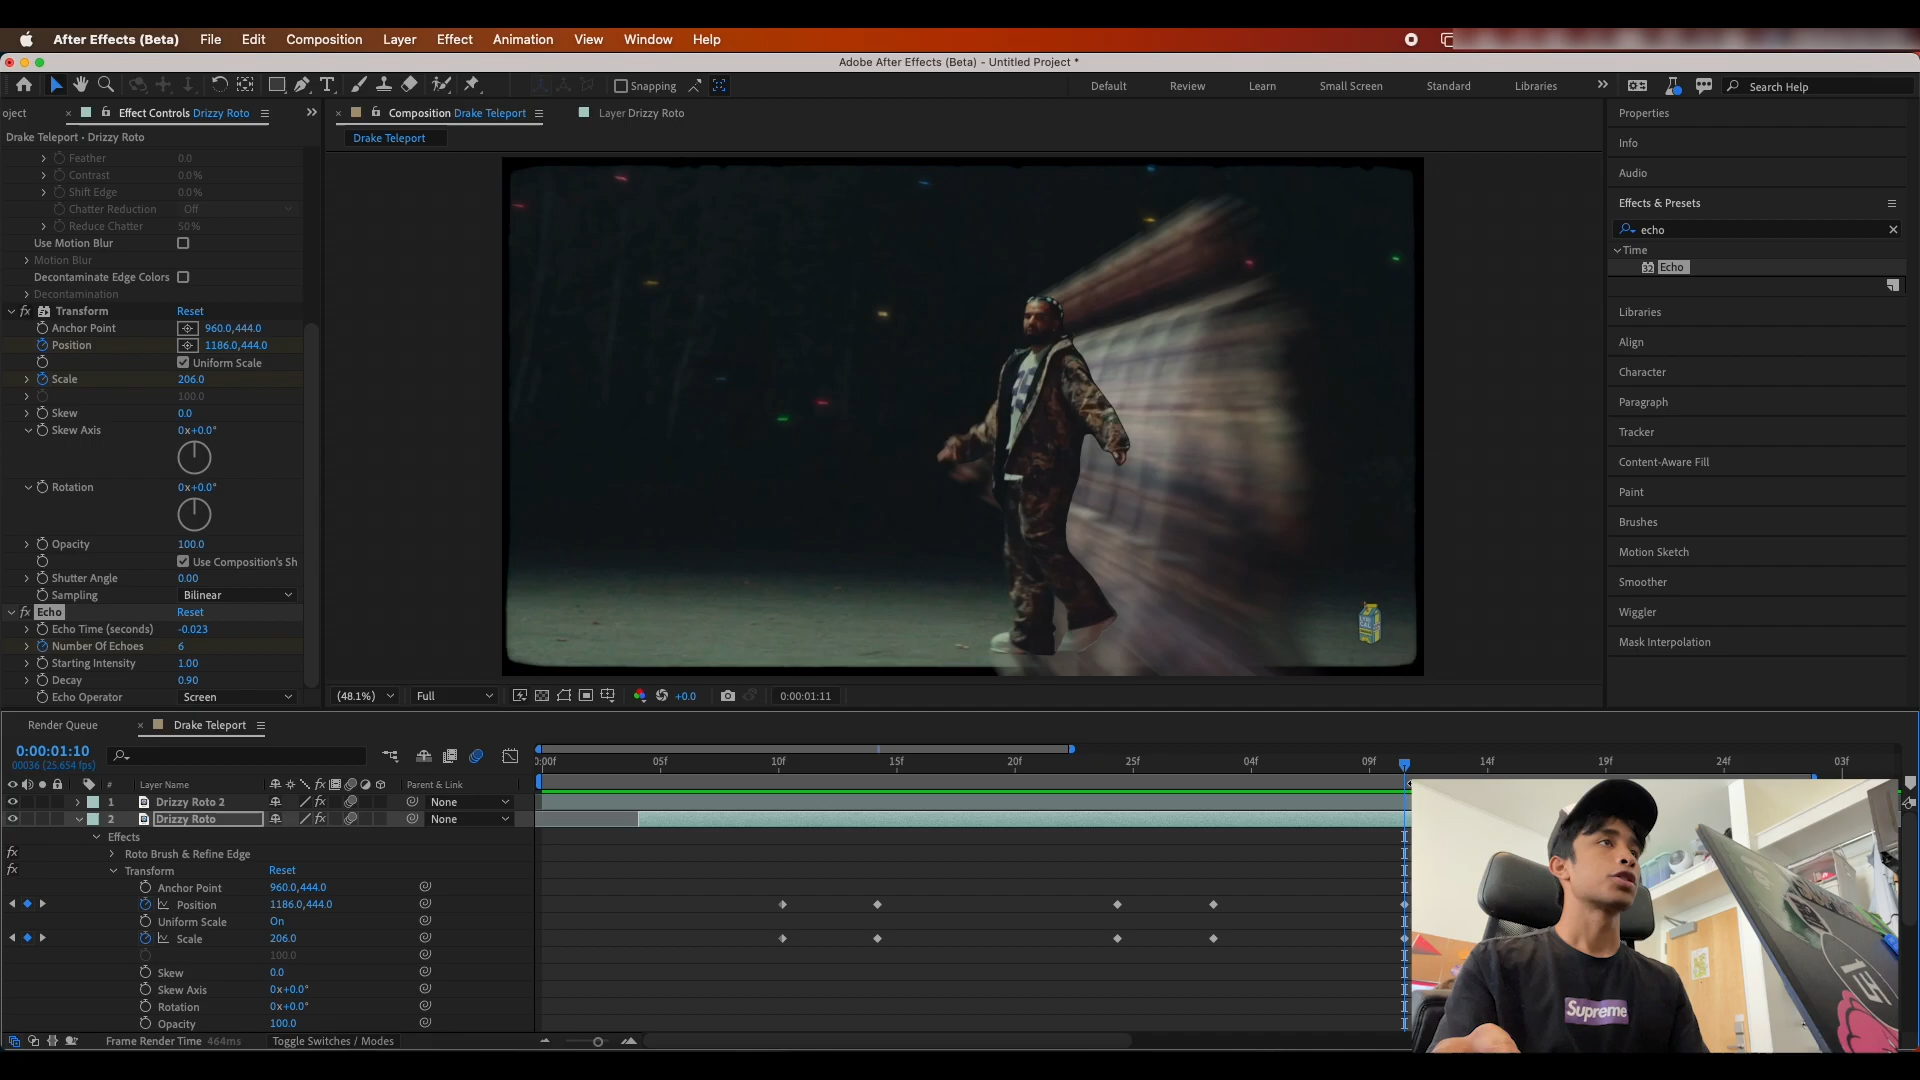 After Effects (Beta) File Edit Composition Layer Effect Animation View Window Help
Adobe After Effects (Beta) - Untitled Project *
Snapping Default Review Learn Small Screen Standard Libraries Search Help
oject Effect Controls Drizzy Roto
Composition Drake Teleport
Layer Drizzy Roto
Drake Teleport • Drizzy Roto
Drake Teleport
Feather 0.0
Contrast 0.0%
Shift Edge 0.0%
Chatter Reduction Off
Reduce Chatter 50%
Use Motion Blur
Motion Blur
Decontaminate Edge Colors
Decontamination
fx Transform Reset
Anchor Point 960.0,444.0
Position 1186.0,444.0
Uniform Scale
Scale 206.0
100.0
Skew 0.0
Skew Axis 0x+0.0°
Rotation 0x+0.0°
Opacity 100.0
Use Composition's Sh
Shutter Angle 0.00
Sampling Bilinear
fx Echo Reset
Echo Time (seconds) -0.023
Number Of Echoes 6
Starting Intensity 1.00
Decay 0.90
Echo Operator Screen
(48.1%) Full +0.0 0:00:01:11
Properties
Info
Audio
Effects & Presets
echo
Time
32 Echo
Libraries
Align
Character
Paragraph
Tracker
Content-Aware Fill
Paint
Brushes
Motion Sketch
Smoother
Wiggler
Mask Interpolation
Render Queue Drake Teleport
0:00:01:10
00036 (25.654 fps)
0:00f 05f 10f 15f 20f 25f 04f 09f 14f 19f 24f 03f
# Layer Name fx Parent & Link
1 Drizzy Roto 2 fx None
2 Drizzy Roto fx None
Effects
fx Roto Brush & Refine Edge
fx Transform Reset
Anchor Point 960.0,444.0
Position 1186.0,444.0
Uniform Scale On
Scale 206.0
100.0
Skew 0.0
Skew Axis 0x+0.0°
Rotation 0x+0.0°
Opacity 100.0
Frame Render Time 464ms Toggle Switches / Modes
Supreme